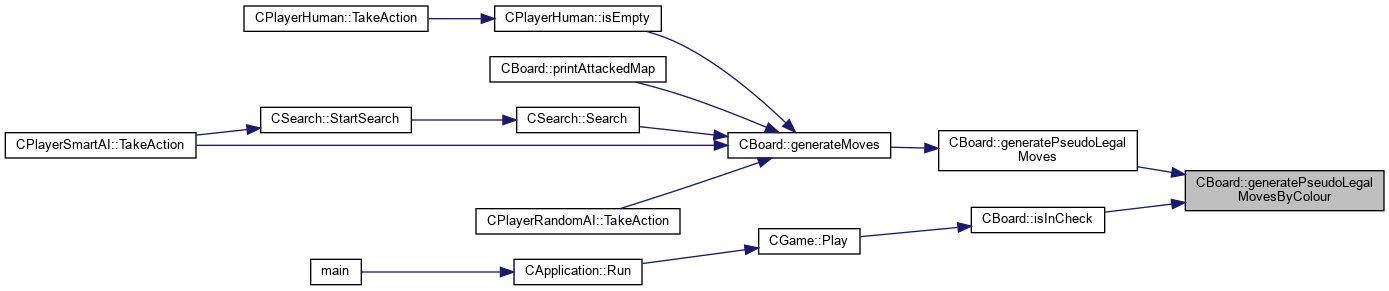 CPlayerHuman::TakeAction
CPlayerHuman::isEmpty
CBoard::printAttackedMap
CSearch::StartSearch
CSearch::Search
CPlayerSmartAI::TakeAction
CBoard::generateMoves
CBoard::generatePseudoLegal
Moves
CBoard::generatePseudoLegal
MovesByColour
CPlayerRandomAI::TakeAction
CBoard::isInCheck
CGame::Play
main
CApplication::Run